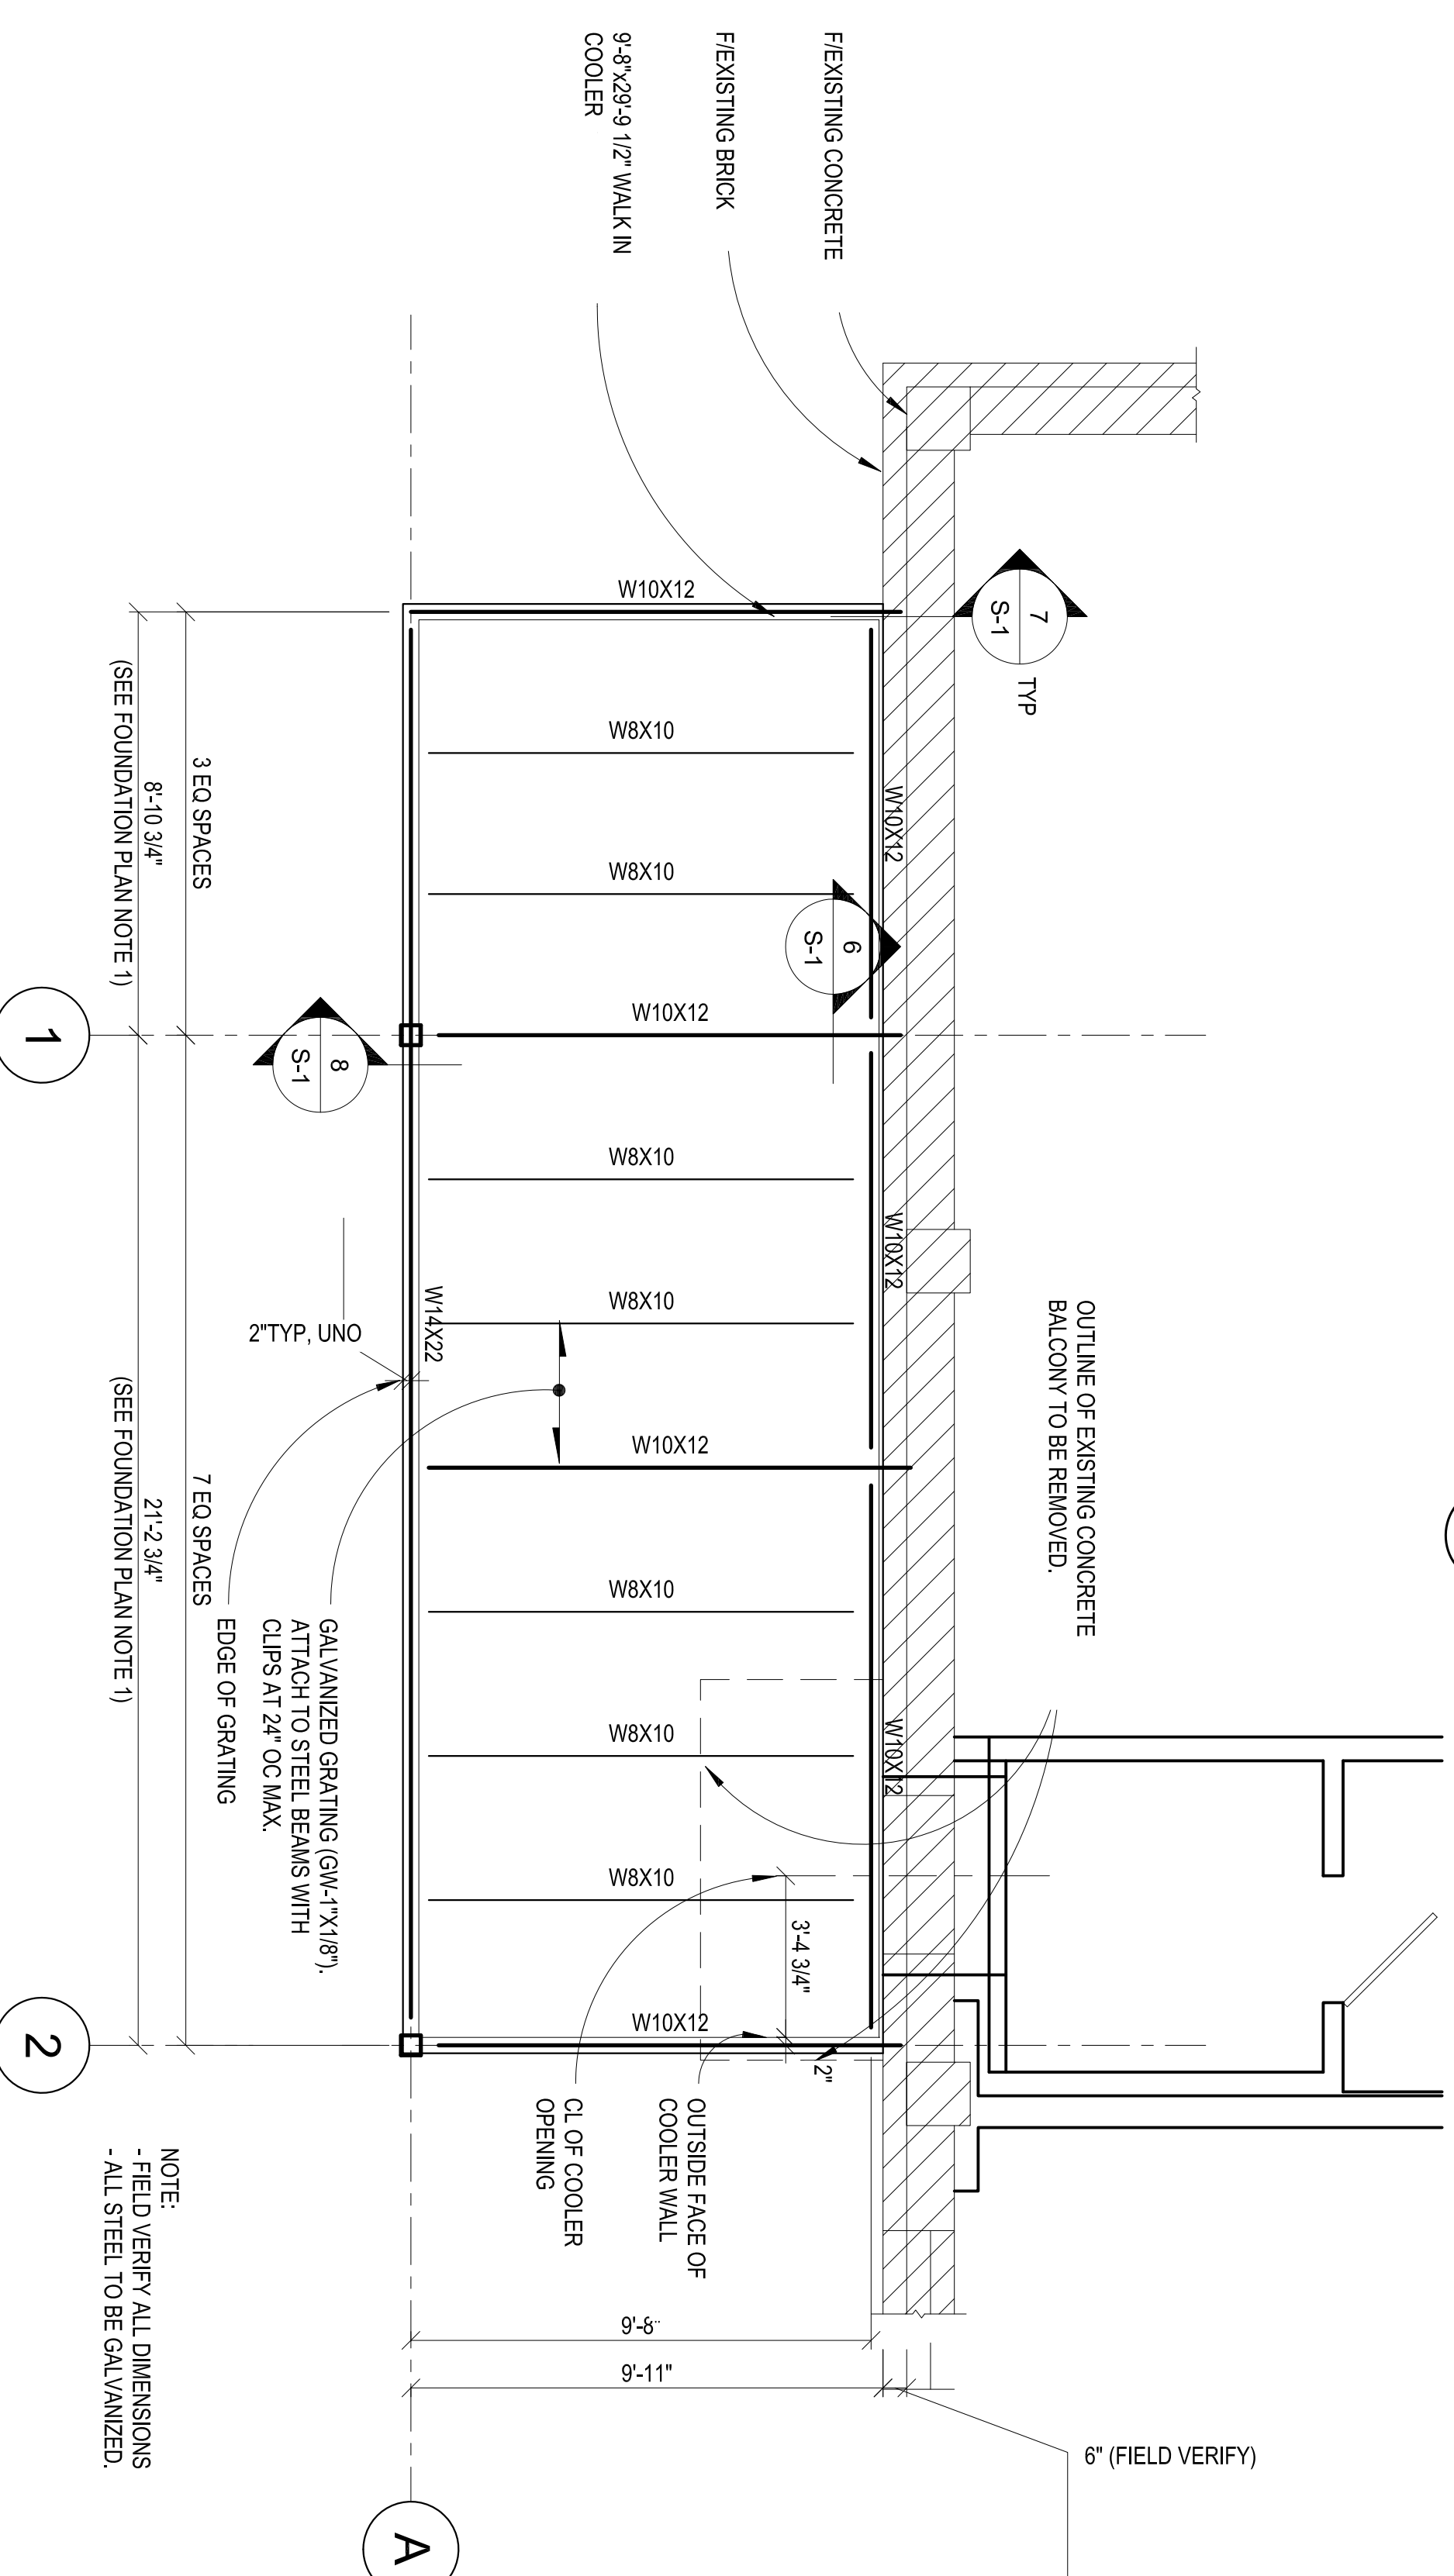 F/EXISTING CONCRETE
F/EXISTING BRICK
9'-8"x29'-9 1/2" WALK IN
COOLER
7
S-1
TYP
W10X12
W8X10
W10X12
W8X10
6
S-1
W10X12
8
S-1
3 EQ SPACES
8'-10 3/4"
(SEE FOUNDATION PLAN NOTE 1)
1
W8X10
W10X12
W8X10
W14X22
2"TYP, UNO
OUTLINE OF EXISTING CONCRETE
BALCONY TO BE REMOVED.
W10X12
7 EQ SPACES
21'-2 3/4"
(SEE FOUNDATION PLAN NOTE 1)
W8X10
GALVANIZED GRATING (GW-1"X1/8").
ATTACH TO STEEL BEAMS WITH
CLIPS AT 24" OC MAX.
EDGE OF GRATING
W8X10
W10X12
W8X10
3'-4 3/4"
W10X12
2"
2
OUTSIDE FACE OF
COOLER WALL
CL OF COOLER
OPENING
NOTE:
- FIELD VERIFY ALL DIMENSIONS
- ALL STEEL TO BE GALVANIZED.
9'-8"
9'-11"
6" (FIELD VERIFY)
A